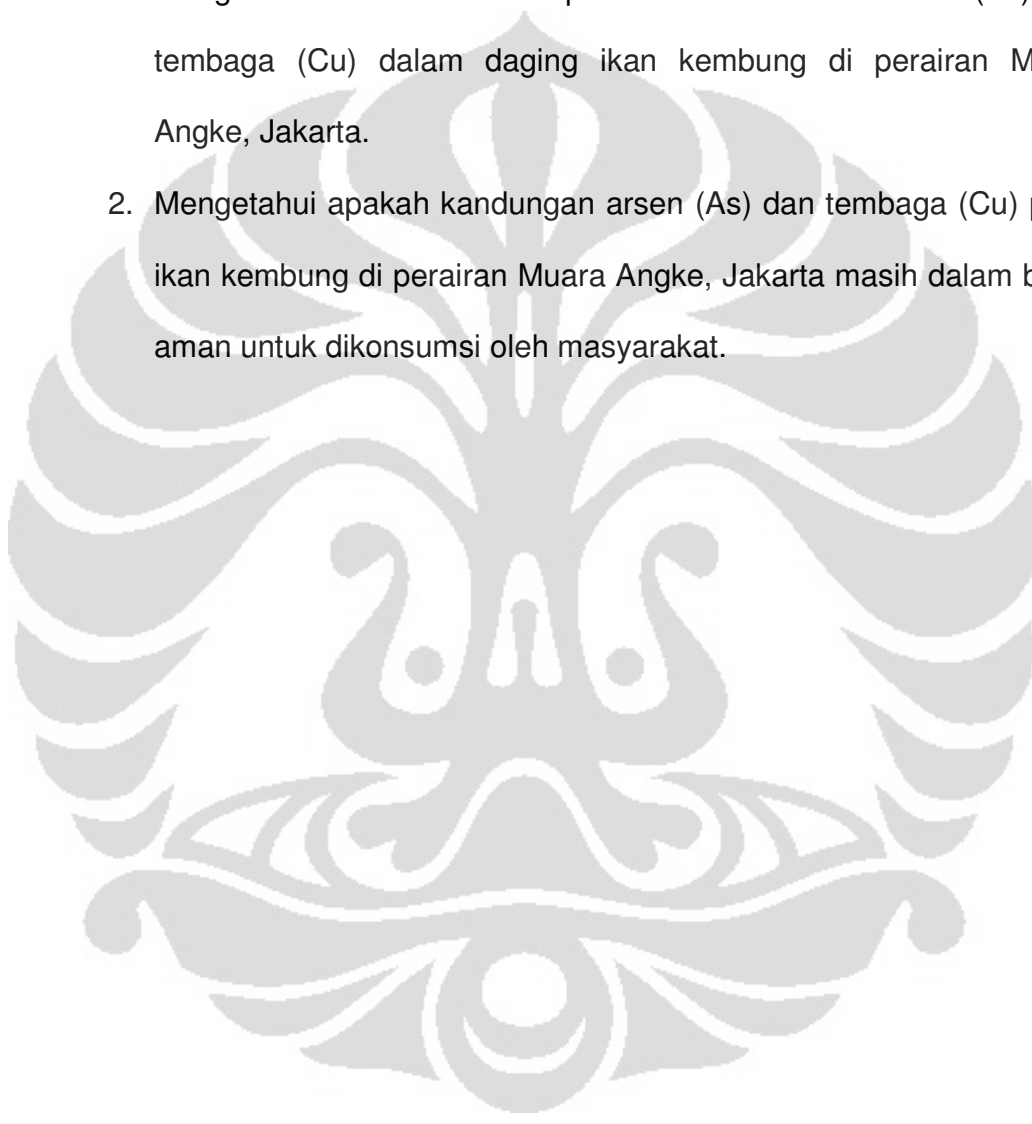 tembaga (Cu) dalam daging ikan kembung di perairan
Angke, Jakarta.
2. Mengetahui apakah kandungan arsen (As) dan tembaga (Cu)
ikan kembung di perairan Muara Angke, Jakarta masih dalam
aman untuk dikonsumsi oleh masyarakat.